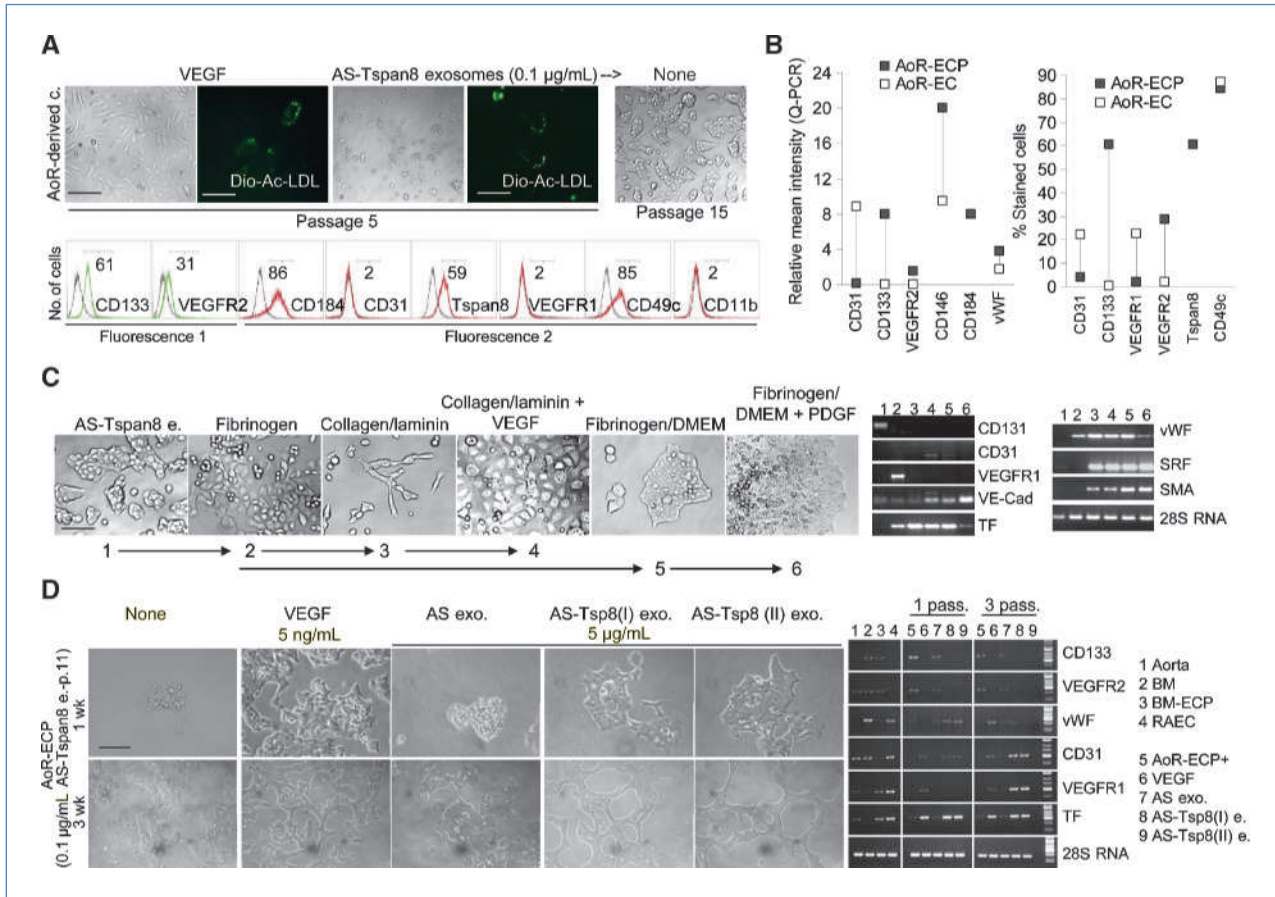 A
VEGF
AS-Tspan8 exosomes (0.1 µg/mL) -->
None
AoR-derived c.
Dio-Ac-LDL
Dio-Ac-LDL
Passage 5
Passage 15
No. of cells
61
31
86
2
59
2
85
2
CD133
VEGFR2
CD184
CD31
Tspan8
VEGFR1
CD49c
CD11b
Fluorescence 1
Fluorescence 2
B
AoR-ECP
AoR-EC
Relative mean intensity (Q-PCR)
24
20
16
12
8
4
0
CD31
CD133
VEGFR2
CD146
CD184
vWF
AoR-ECP
AoR-EC
% Stained cells
90
80
70
60
50
40
30
20
10
0
CD31
CD133
VEGFR1
VEGFR2
Tspan8
CD49c
C
AS-Tspan8 e.
Fibrinogen
Collagen/laminin
Collagen/laminin +
VEGF
Fibrinogen/DMEM
Fibrinogen/
DMEM + PDGF
1
2
3
4
5
6
1 2 3 4 5 6
CD131
CD31
VEGFR1
VE-Cad
TF
1 2 3 4 5 6
vWF
SRF
SMA
28S RNA
D
None
VEGF
5 ng/mL
AS exo.
AS-Tsp8(I) exo.
5 µg/mL
AS-Tsp8 (II) exo.
AoR-ECP
(0.1 µg/mL AS-Tspan8 e.-p.11)
1 wk
3 wk
1 pass.
3 pass.
1 2 3 4
5 6 7 8 9
5 6 7 8 9
CD133
VEGFR2
vWF
CD31
VEGFR1
TF
28S RNA
1 Aorta
2 BM
3 BM-ECP
4 RAEC
5 AoR-ECP+
6 VEGF
7 AS exo.
8 AS-Tsp8(I) e.
9 AS-Tsp8(II) e.